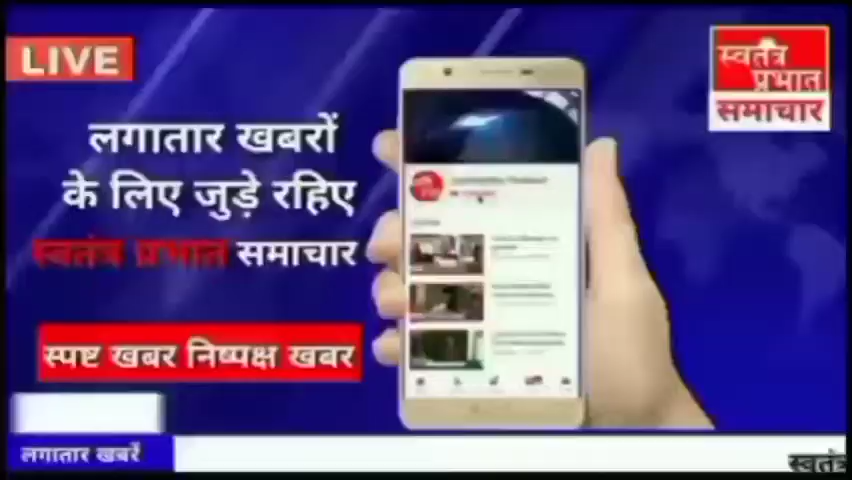 LIVE
स्वतंत्र
प्रभात
समाचार
लगातार खबरों
के लिए जुड़े रहिए
स्वतंत्र प्रभात समाचार
स्पष्ट खबर निष्पक्ष खबर
लगातार खबरें
स्वतंत्र